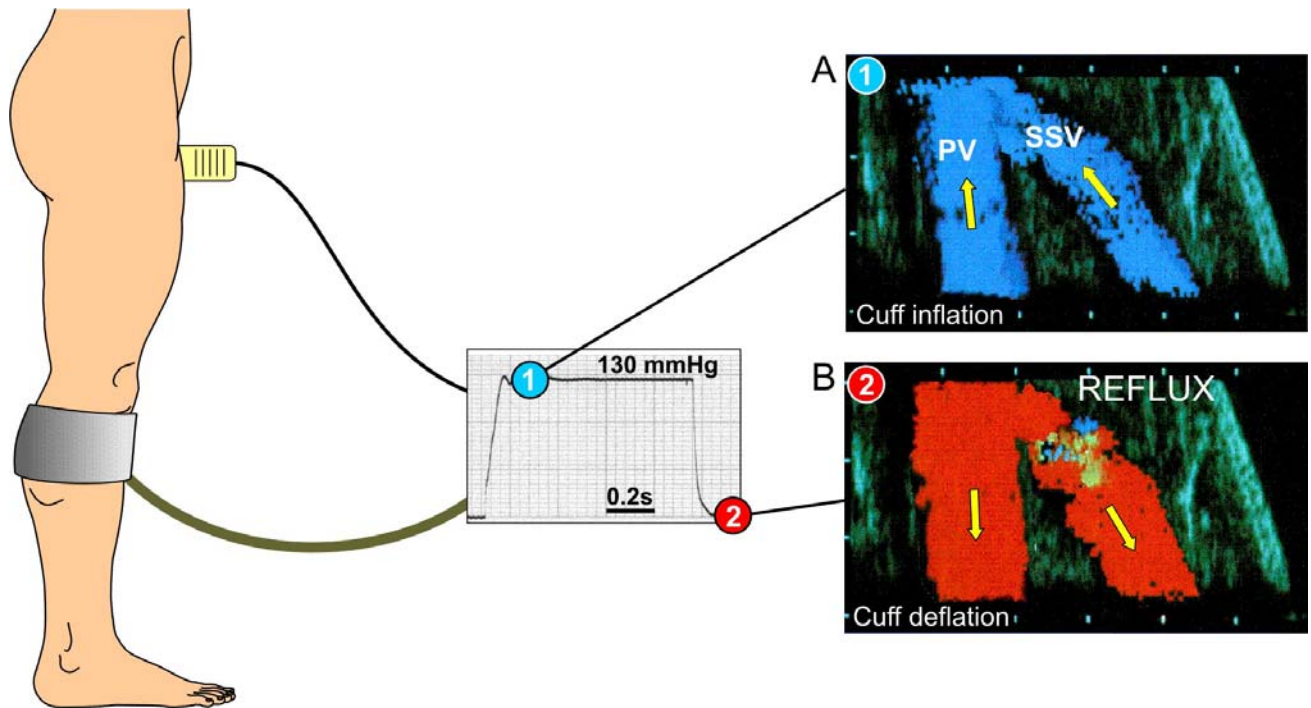 A
1
PV
SSV
Cuff inflation
130 mmHg
1
0.2s
2
B
2
REFLUX
Cuff deflation